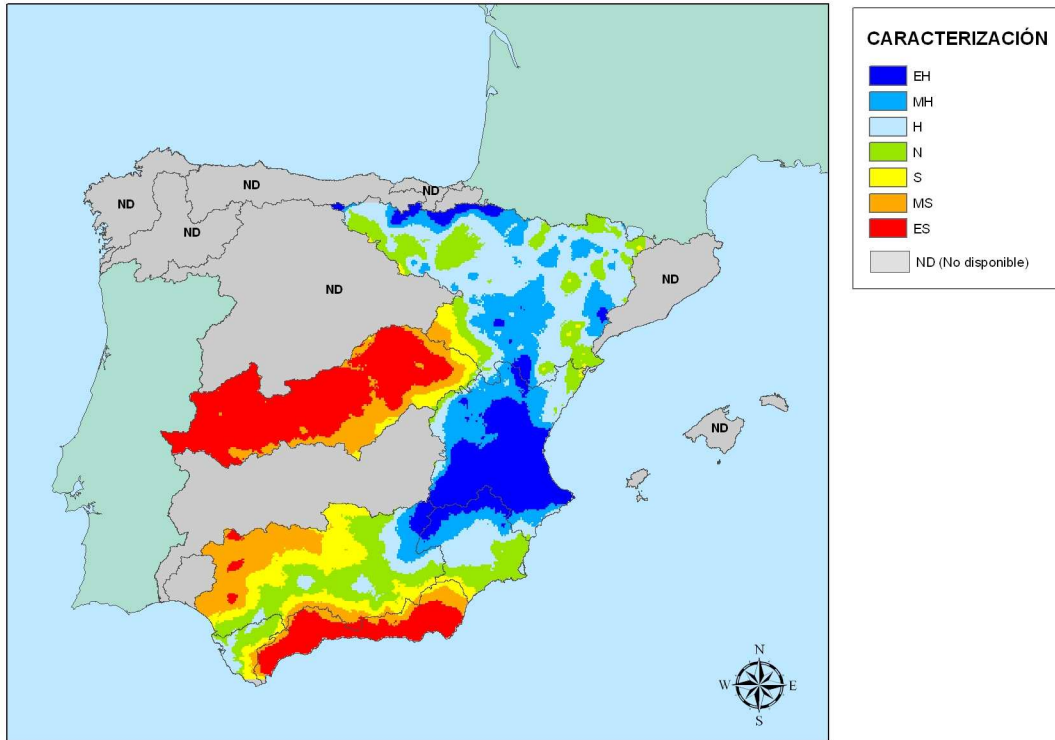 CARACTERIZACIÓN
EH
MH
H
N
S
MS
ES
ND (No disponible)
ND
ND
ND
ND
ND
ND
ND
N
W
E
S